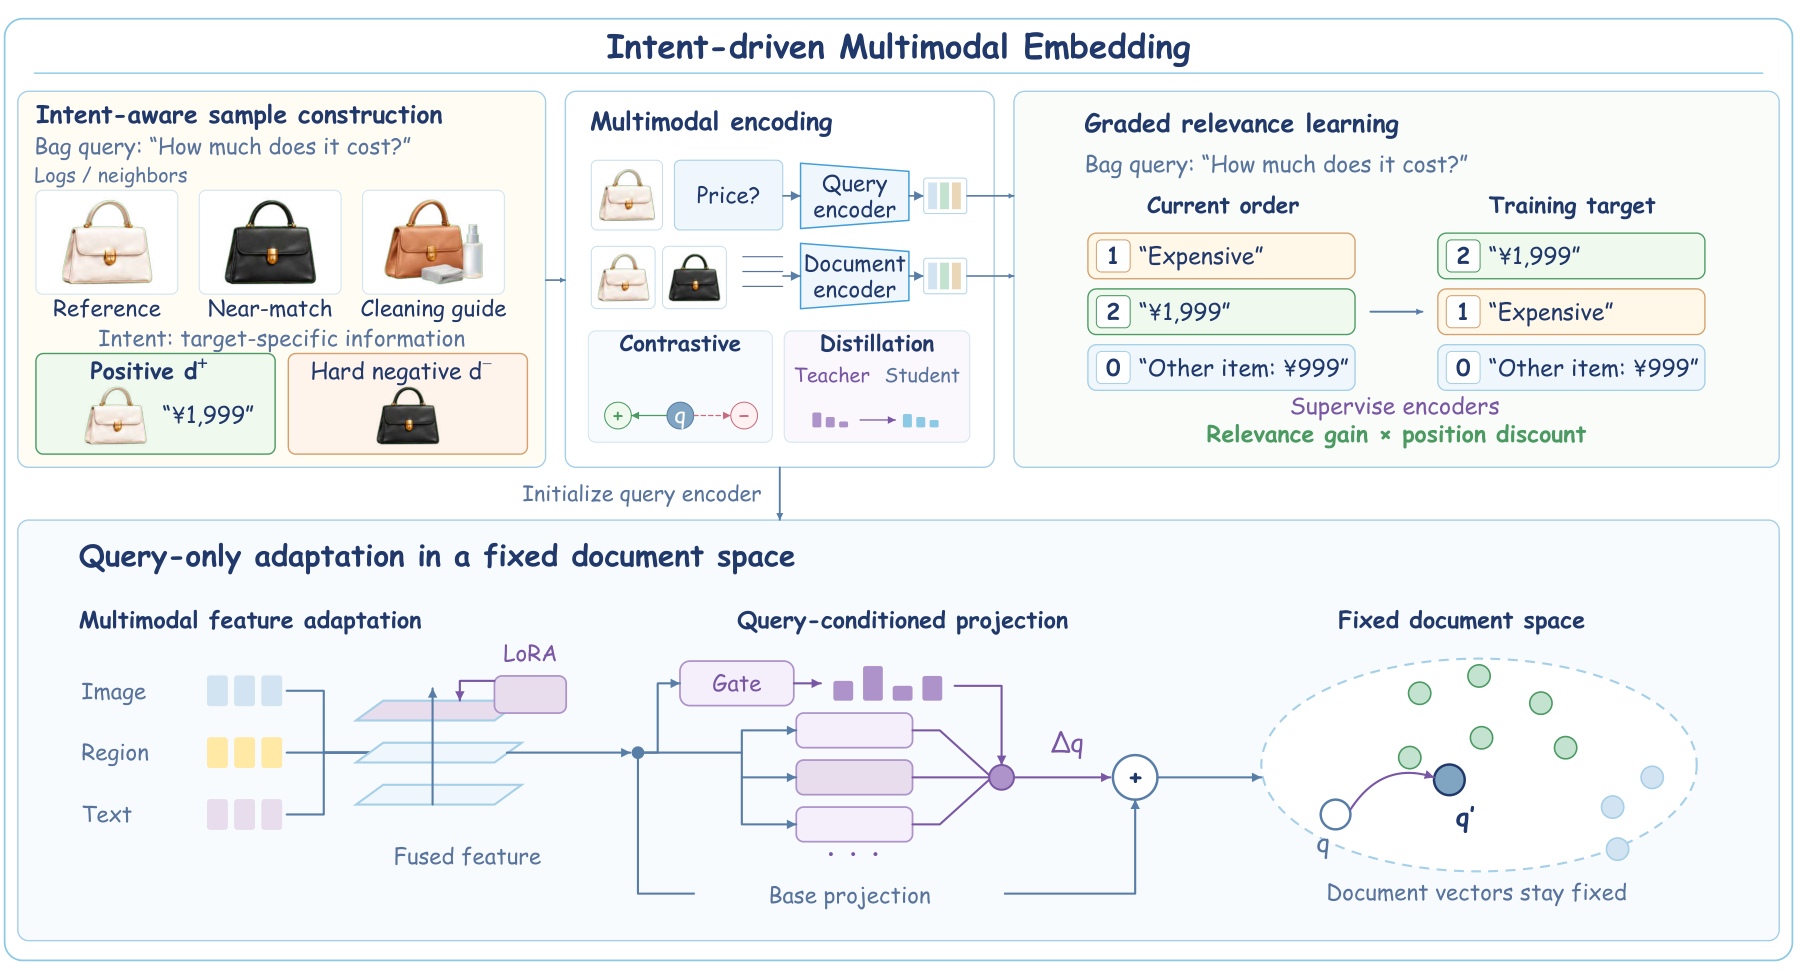 Intent-driven Multimodal Embedding
Intent-aware sample construction
Bag query: “How much does it cost?”
Logs / neighbors
Reference
Near-match
Cleaning guide
Intent: target-specific information
Positive d⁺
“¥1,999”
Hard negative d⁻
Multimodal encoding
Price?
Query
encoder
Document
encoder
Contrastive
+
q
−
Distillation
Teacher
Student
Graded relevance learning
Bag query: “How much does it cost?”
Current order
1 “Expensive”
2 “¥1,999”
0 “Other item: ¥999”
Training target
2 “¥1,999”
1 “Expensive”
0 “Other item: ¥999”
Supervise encoders
Relevance gain × position discount
Initialize query encoder
Query-only adaptation in a fixed document space
Multimodal feature adaptation
Image
Region
Text
LoRA
Fused feature
Query-conditioned projection
Gate
. . .
Δq
+
Base projection
Fixed document space
q
q′
Document vectors stay fixed